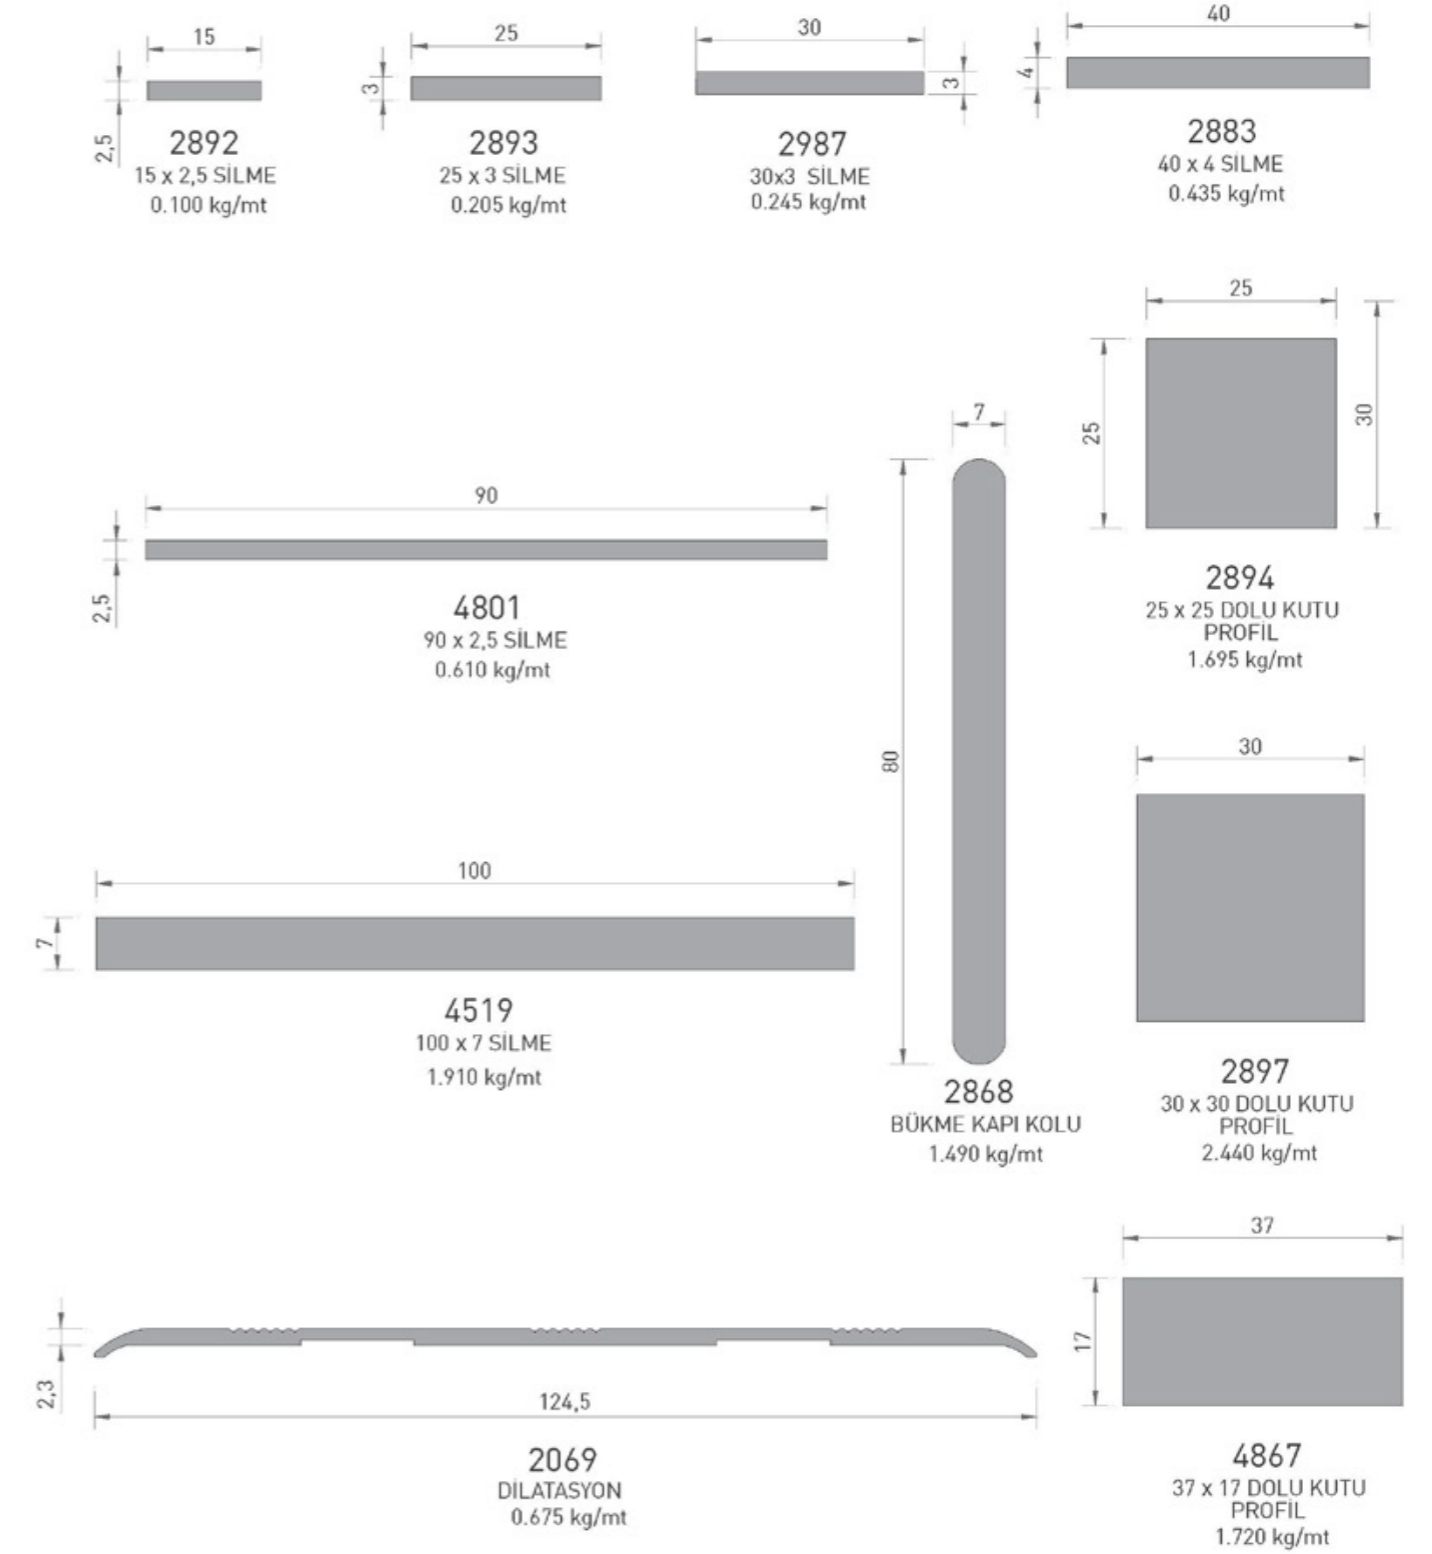 15
2,5
2892
15 x 2,5 SİLME
0.100 kg/mt
25
3
2893
25 x 3 SİLME
0.205 kg/mt
30
3
2987
30x3 SİLME
0.245 kg/mt
40
4
2883
40 x 4 SİLME
0.435 kg/mt
25
25
30
2894
25 x 25 DOLU KUTU
PROFİL
1.695 kg/mt
90
2,5
4801
90 x 2,5 SİLME
0.610 kg/mt
7
80
2868
BÜKME KAPI KOLU
1.490 kg/mt
30
2897
30 x 30 DOLU KUTU
PROFİL
2.440 kg/mt
100
7
4519
100 x 7 SİLME
1.910 kg/mt
2,3
124,5
2069
DİLATASYON
0.675 kg/mt
37
17
4867
37 x 17 DOLU KUTU
PROFİL
1.720 kg/mt